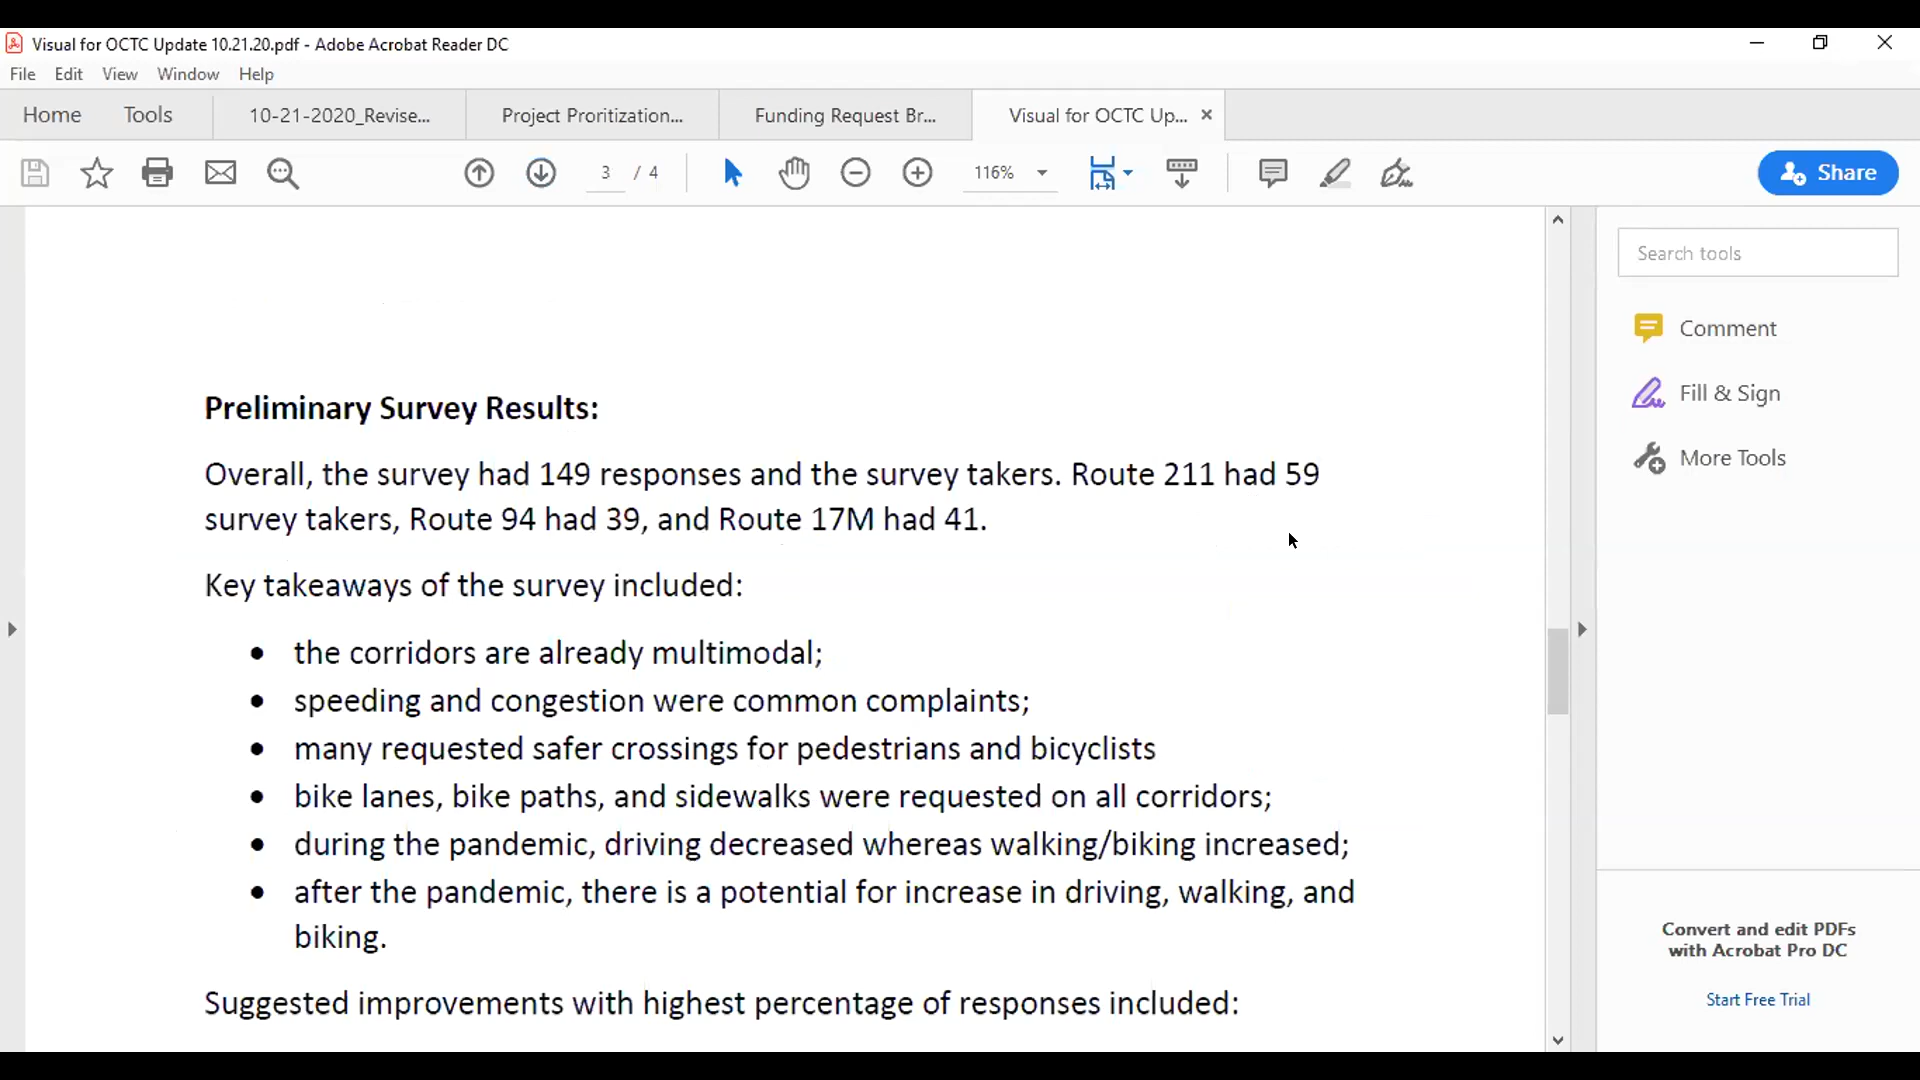 Visual for OCTC Update 10.21.20.pdf - Adobe Acrobat Reader DC
File Edit View Window Help
Home Tools 10-21-2020_Revise... Project Proritization... Funding Request Br... Visual for OCTC Up...
3 / 4 116% Share
Search tools
Comment
Fill & Sign
More Tools
Preliminary Survey Results:
Overall, the survey had 149 responses and the survey takers. Route 211 had 59
survey takers, Route 94 had 39, and Route 17M had 41.
Key takeaways of the survey included:
• the corridors are already multimodal;
• speeding and congestion were common complaints;
• many requested safer crossings for pedestrians and bicyclists
• bike lanes, bike paths, and sidewalks were requested on all corridors;
• during the pandemic, driving decreased whereas walking/biking increased;
• after the pandemic, there is a potential for increase in driving, walking, and
biking.
Suggested improvements with highest percentage of responses included:
Convert and edit PDFs
with Acrobat Pro DC
Start Free Trial